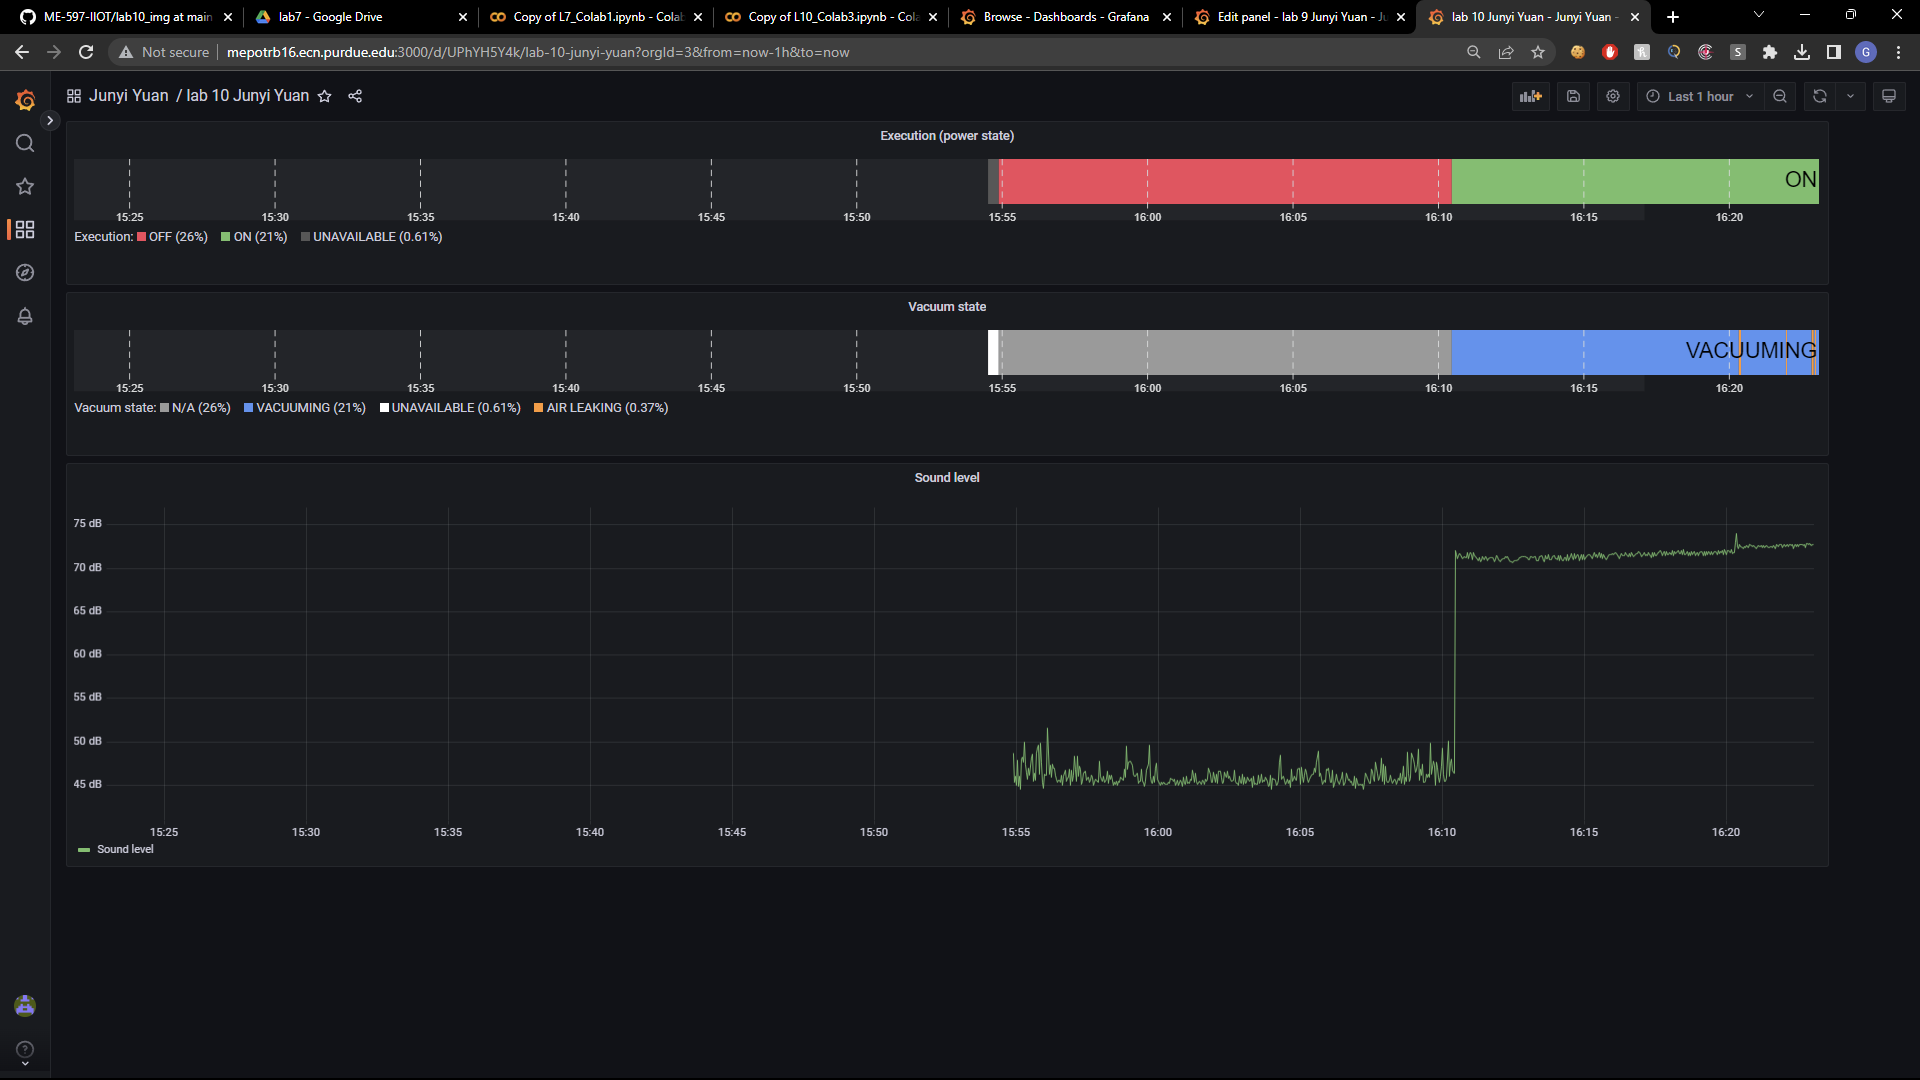 ME-597-IIOT/lab10_img at main
lab7 - Google Drive
Copy of L7_Colab1.ipynb - Colab
Copy of L10_Colab3.ipynb - Cola
Browse - Dashboards - Grafana
Edit panel - lab 9 Junyi Yuan - Ju
lab 10 Junyi Yuan - Junyi Yuan -
Not secure
mepotrb16.ecn.purdue.edu:3000/d/UPhYH5Y4k/lab-10-junyi-yuan?orgId=3&from=now-1h&to=now
S
G
Junyi Yuan / lab 10 Junyi Yuan
Last 1 hour
Execution (power state)
ON
15:25 15:30 15:35 15:40 15:45 15:50 15:55 16:00 16:05 16:10 16:15 16:20
Execution: OFF (26%) ON (21%) UNAVAILABLE (0.61%)
Vacuum state
VACUUMING
15:25 15:30 15:35 15:40 15:45 15:50 15:55 16:00 16:05 16:10 16:15 16:20
Vacuum state: N/A (26%) VACUUMING (21%) UNAVAILABLE (0.61%) AIR LEAKING (0.37%)
Sound level
75 dB
70 dB
65 dB
60 dB
55 dB
50 dB
45 dB
15:25 15:30 15:35 15:40 15:45 15:50 15:55 16:00 16:05 16:10 16:15 16:20
Sound level